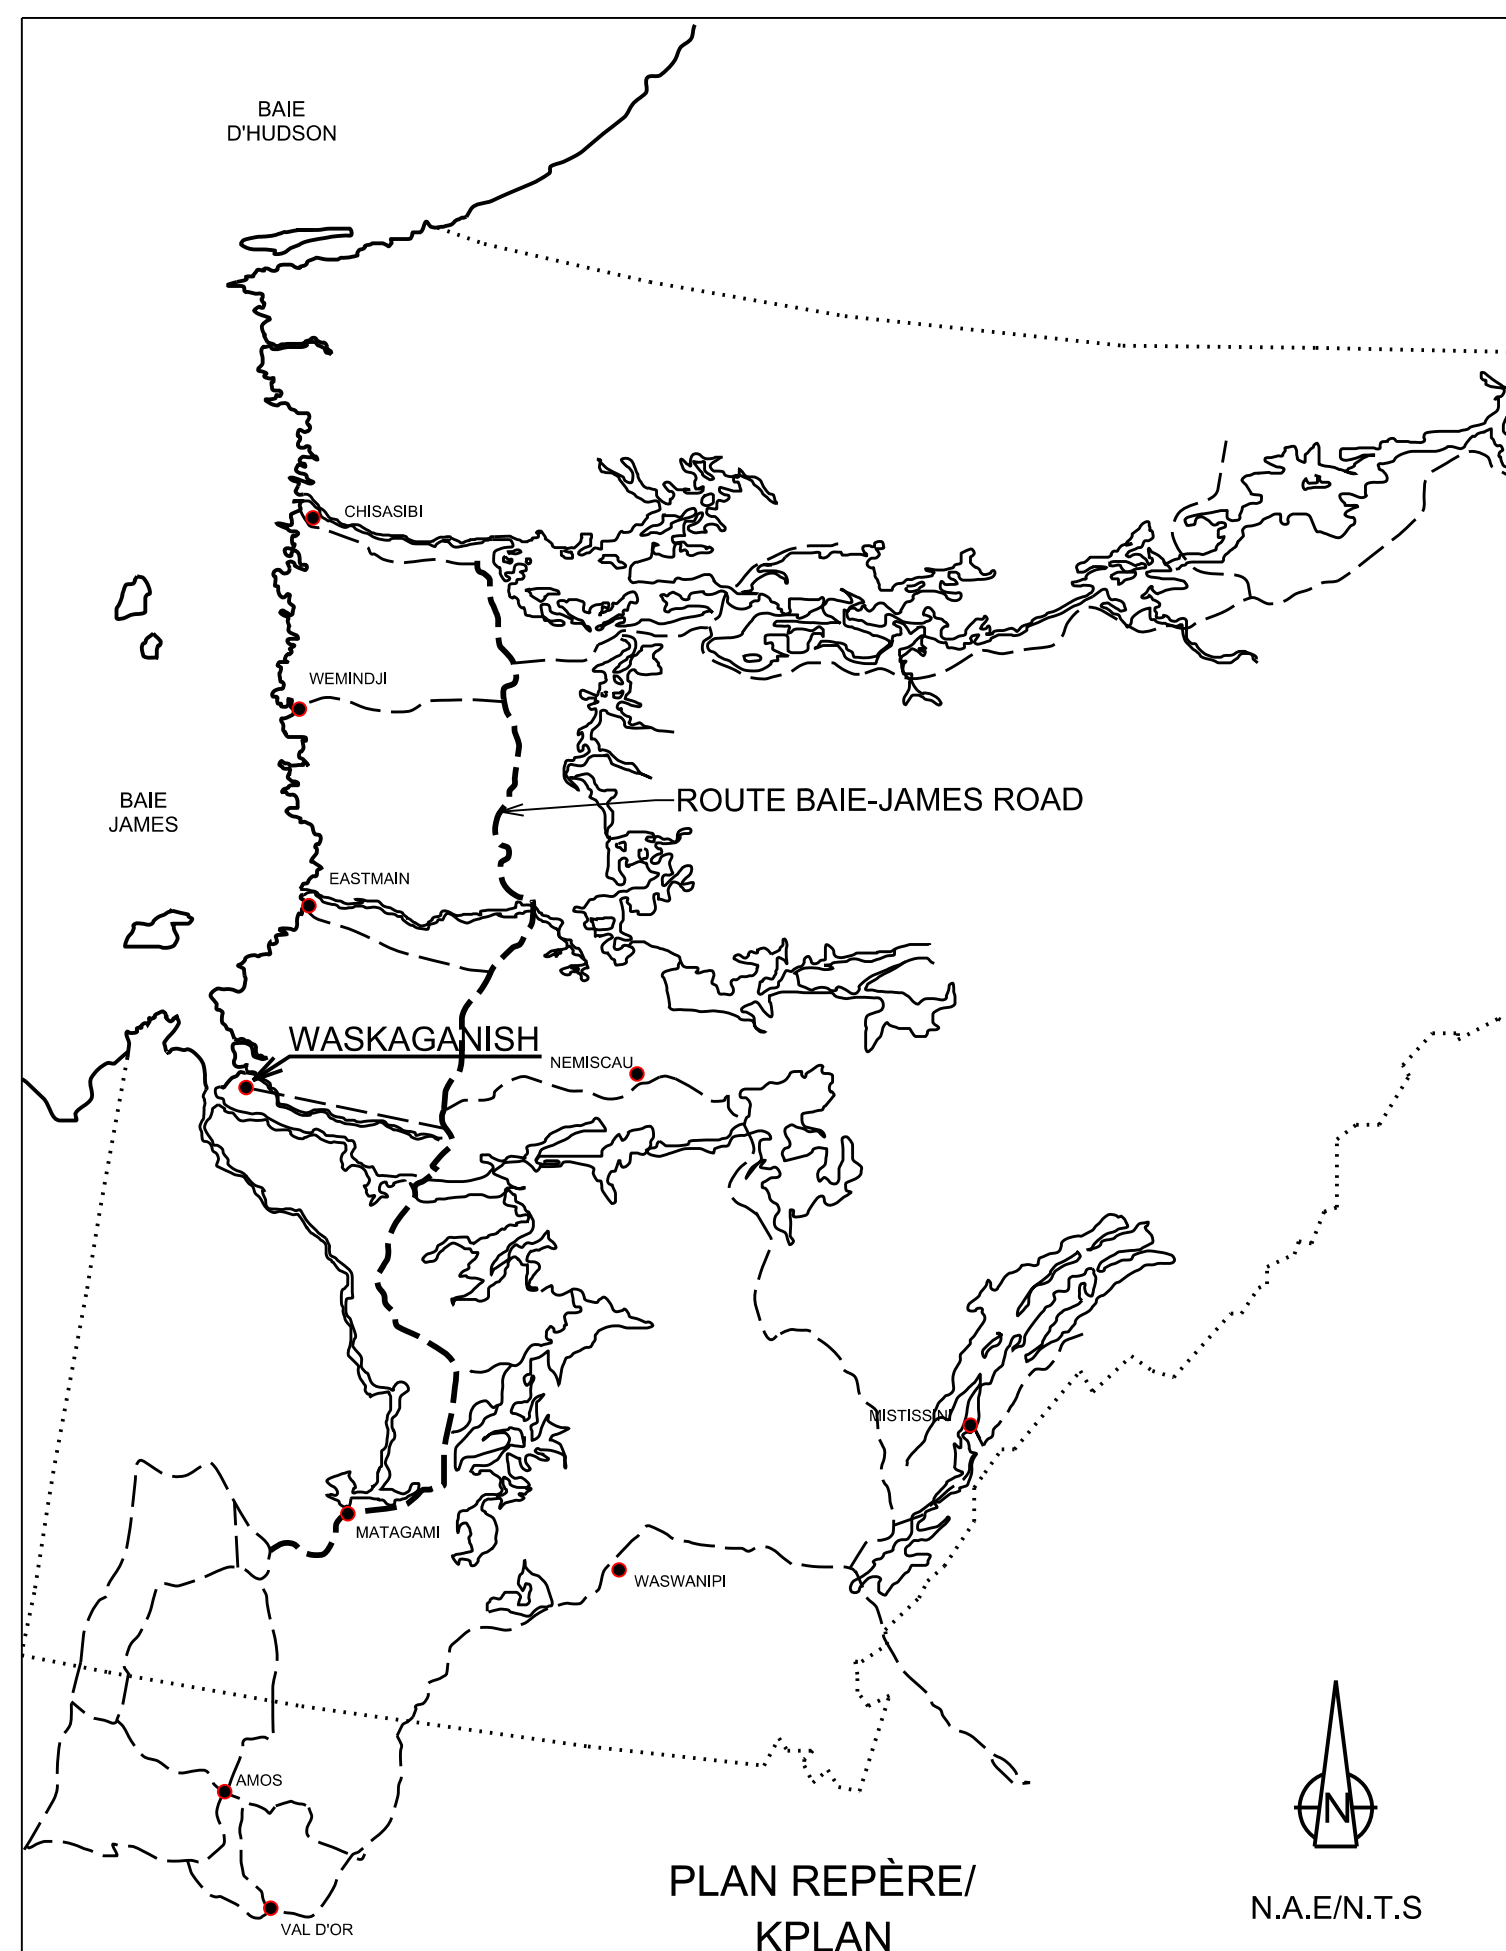 BAIE
D'HUDSON
CHISASIBI
WEMINDJI
BAIE
JAMES
ROUTE BAIE-JAMES ROAD
EASTMAIN
WASKAGANISH
NEMISCAU
MISTISSINI
MATAGAMI
WASWANIPI
AMOS
VAL D'OR
PLAN REPÈRE/
KPLAN
N
N.A.E/N.T.S